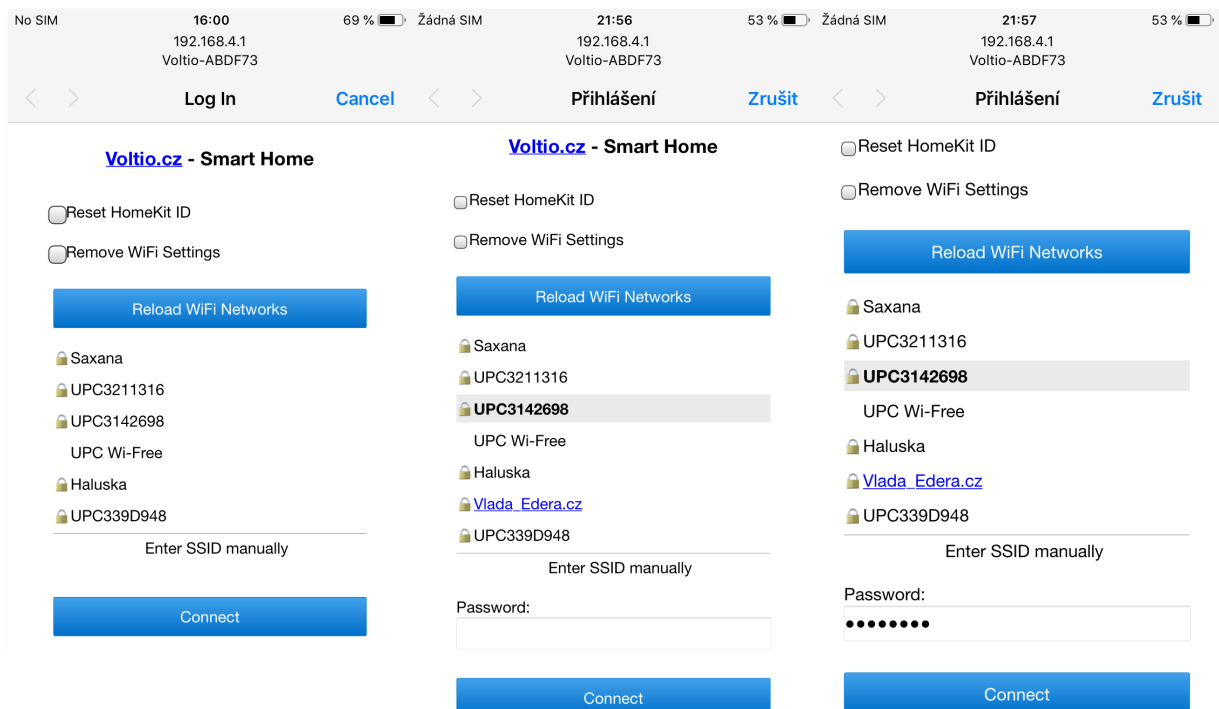 No SIM 16:00 69 %
192.168.4.1
Voltio-ABDF73
Log In Cancel
Voltio.cz - Smart Home
Reset HomeKit ID
Remove WiFi Settings
Reload WiFi Networks
Saxana
UPC3211316
UPC3142698
UPC Wi-Free
Haluska
UPC339D948
Enter SSID manually
Connect
Žádná SIM 21:56 53 %
192.168.4.1
Voltio-ABDF73
Přihlášení Zrušit
Voltio.cz - Smart Home
Reset HomeKit ID
Remove WiFi Settings
Reload WiFi Networks
Saxana
UPC3211316
UPC3142698
UPC Wi-Free
Haluska
Vlada_Edera.cz
UPC339D948
Enter SSID manually
Password:
Connect
Žádná SIM 21:57 53 %
192.168.4.1
Voltio-ABDF73
Přihlášení Zrušit
Reset HomeKit ID
Remove WiFi Settings
Reload WiFi Networks
Saxana
UPC3211316
UPC3142698
UPC Wi-Free
Haluska
Vlada_Edera.cz
UPC339D948
Enter SSID manually
Password:
●●●●●●●●
Connect